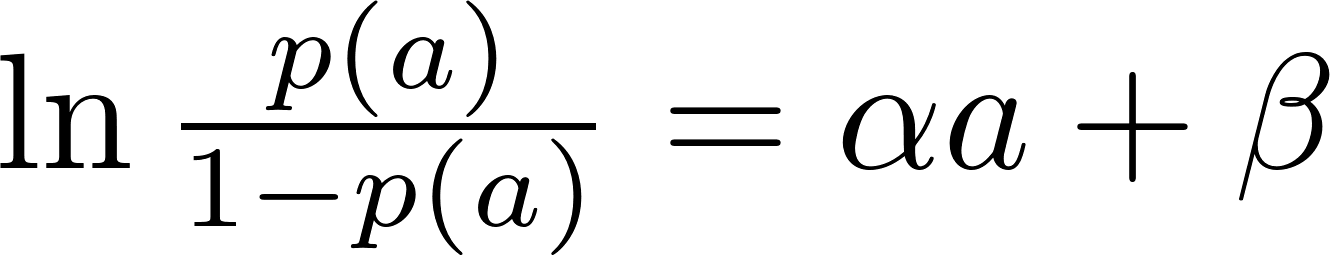 ln p(a)/1−p(a) = αa + β